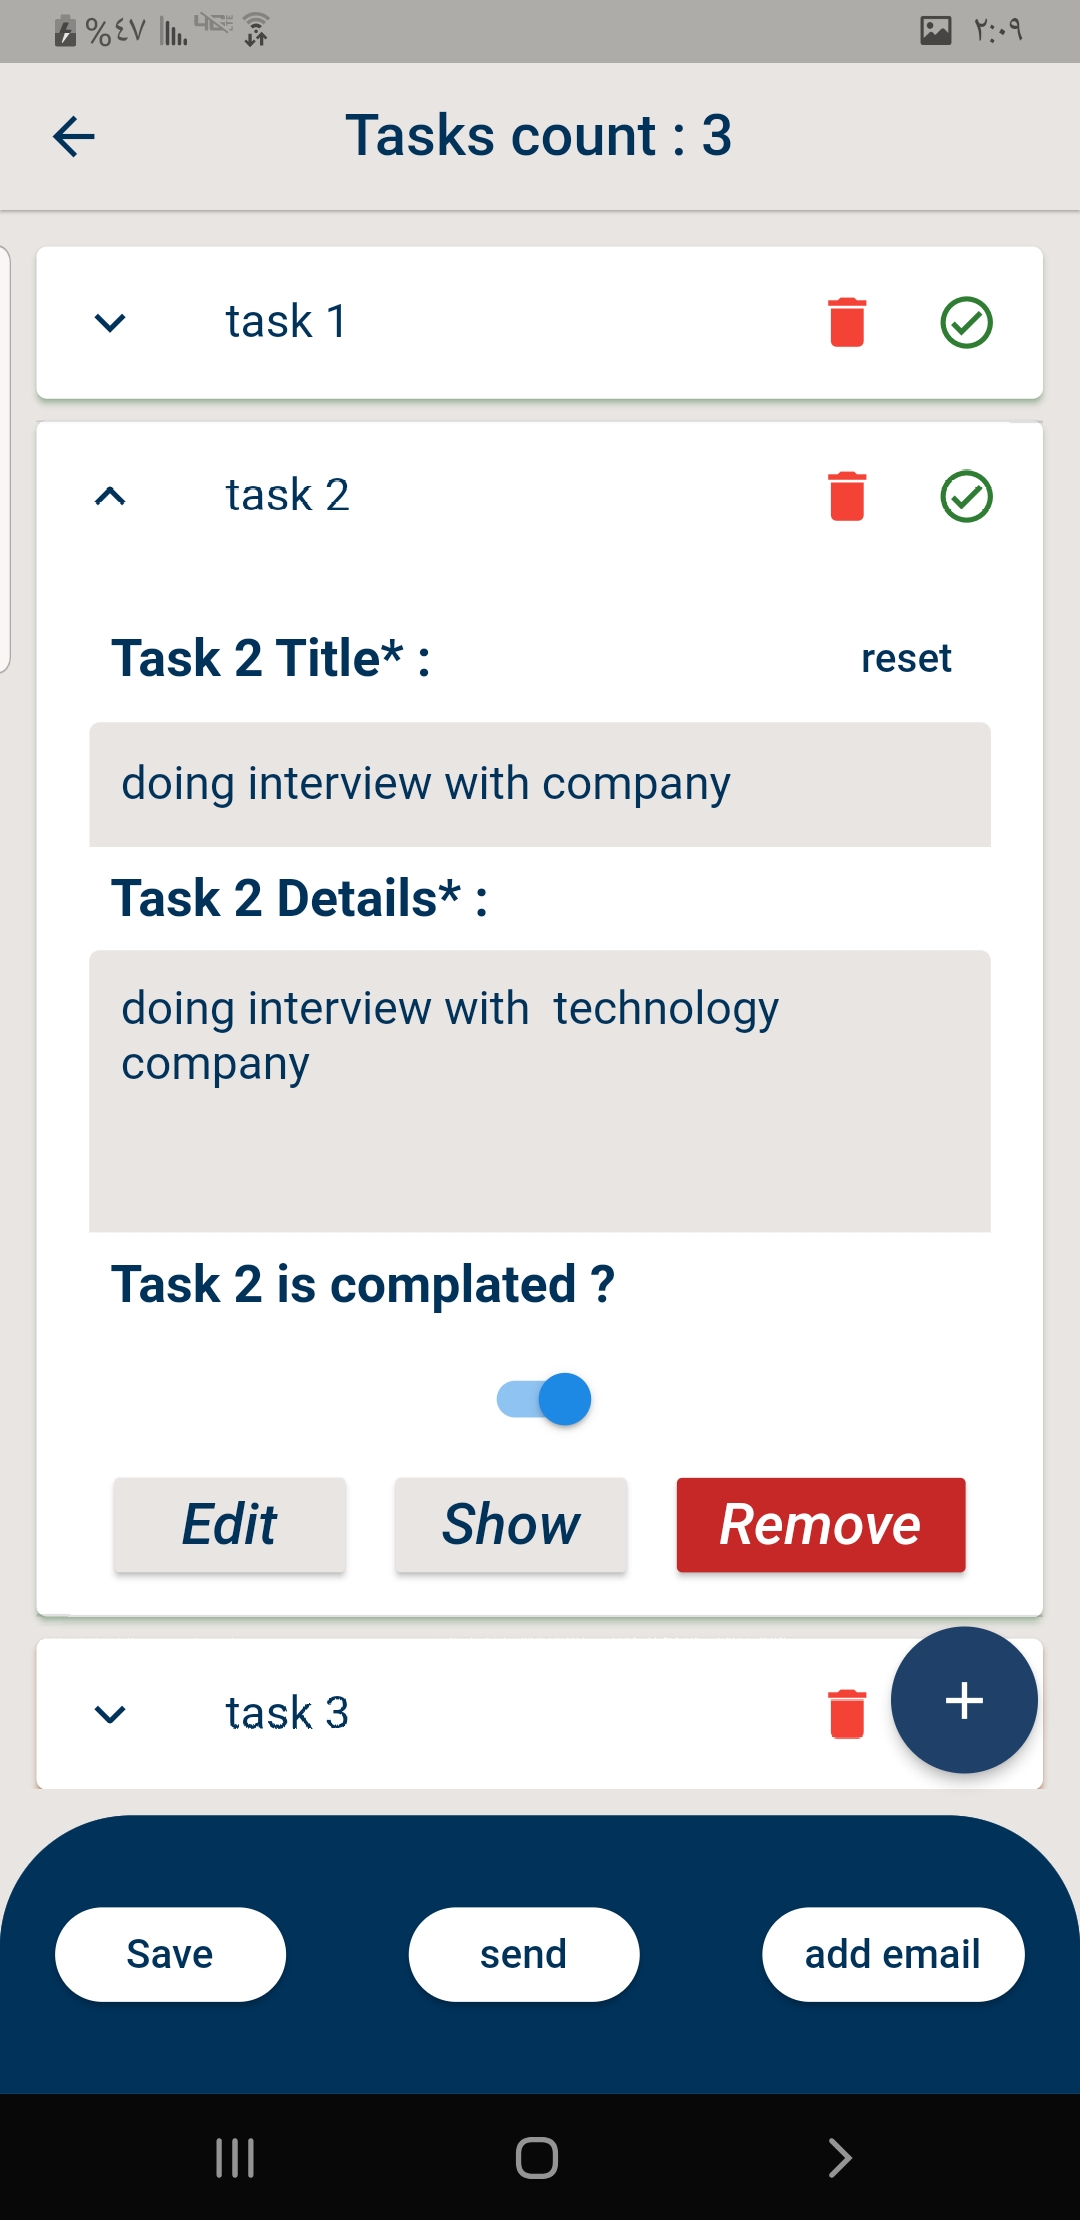 %٤٧ 4G LTE ٢:٠٩
Tasks count : 3
task 1
task 2
Task 2 Title* : reset
doing interview with company
Task 2 Details* :
doing interview with  technology
company
Task 2 is complated ?
Edit Show Remove
task 3
+
Save send add email